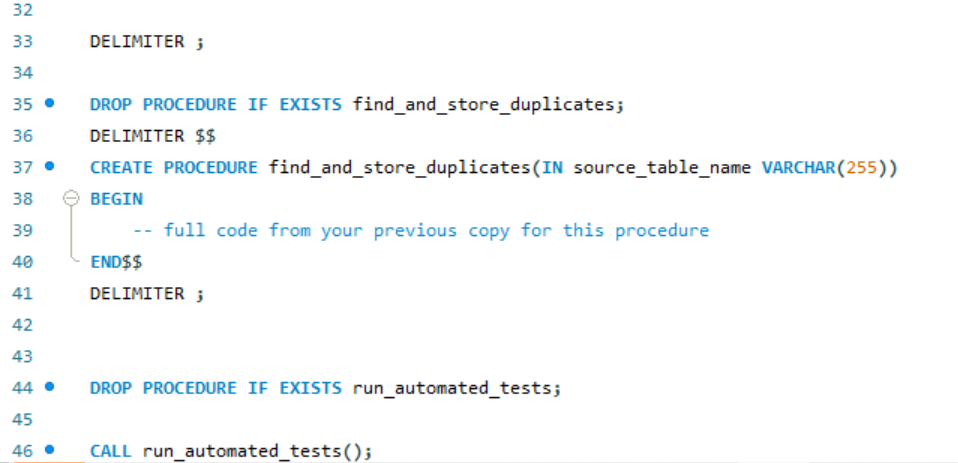 32
33 DELIMITER ;
34
35 DROP PROCEDURE IF EXISTS find_and_store_duplicates;
36 DELIMITER $$
37 CREATE PROCEDURE find_and_store_duplicates(IN source_table_name VARCHAR(255))
38 BEGIN
39 -- full code from your previous copy for this procedure
40 END$$
41 DELIMITER ;
42
43
44 DROP PROCEDURE IF EXISTS run_automated_tests;
45
46 CALL run_automated_tests();